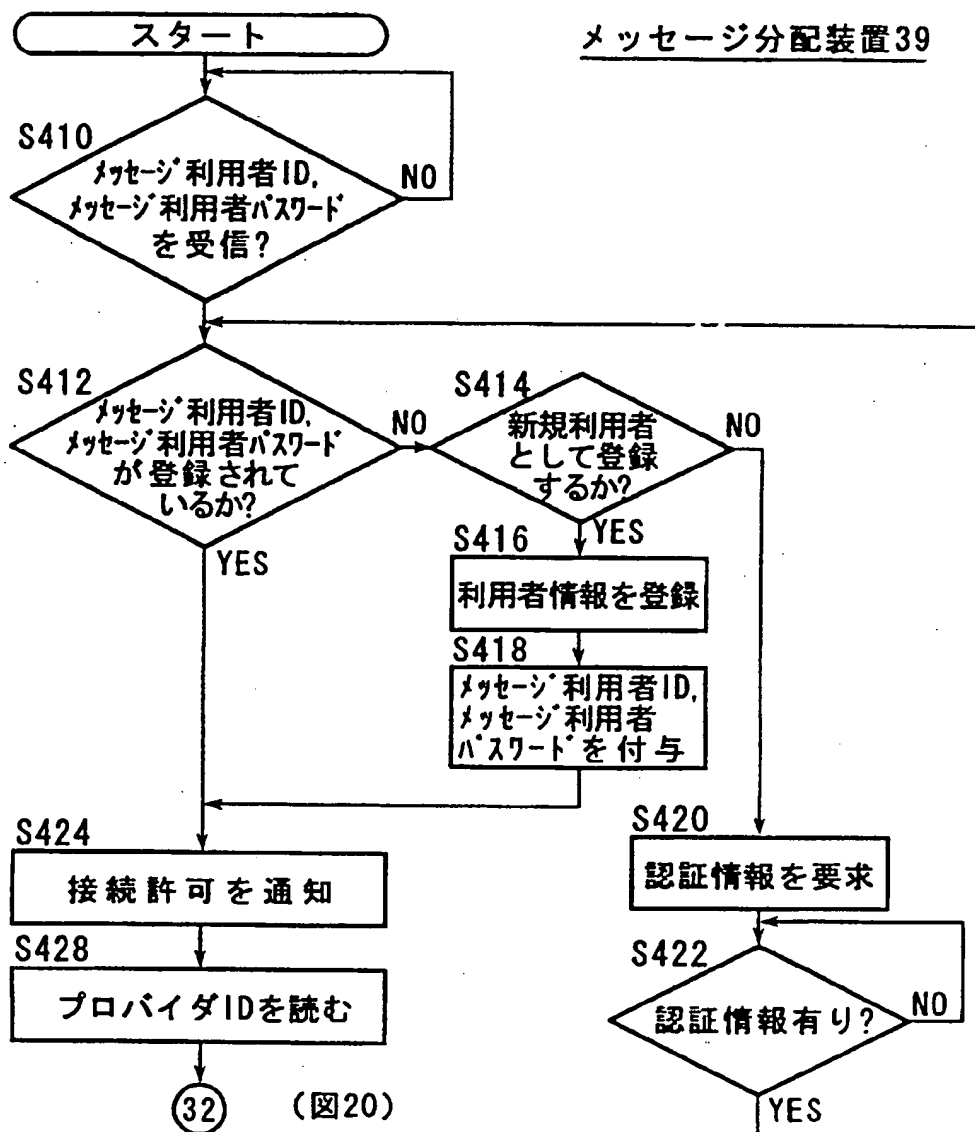 スタート
メッセージ分配装置39
S410
メッセージ利用者ID,
メッセージ利用者パスワード
を受信?
NO
S412
メッセージ利用者ID,
メッセージ利用者パスワード
が登録されて
いるか?
NO
YES
S414
新規利用者
として登録
するか?
NO
YES
S416
利用者情報を登録
S418
メッセージ利用者ID,
メッセージ利用者
パスワードを付与
S424
接続許可を通知
S420
認証情報を要求
S428
プロバイダIDを読む
S422
認証情報有り?
NO
YES
32
(図20)